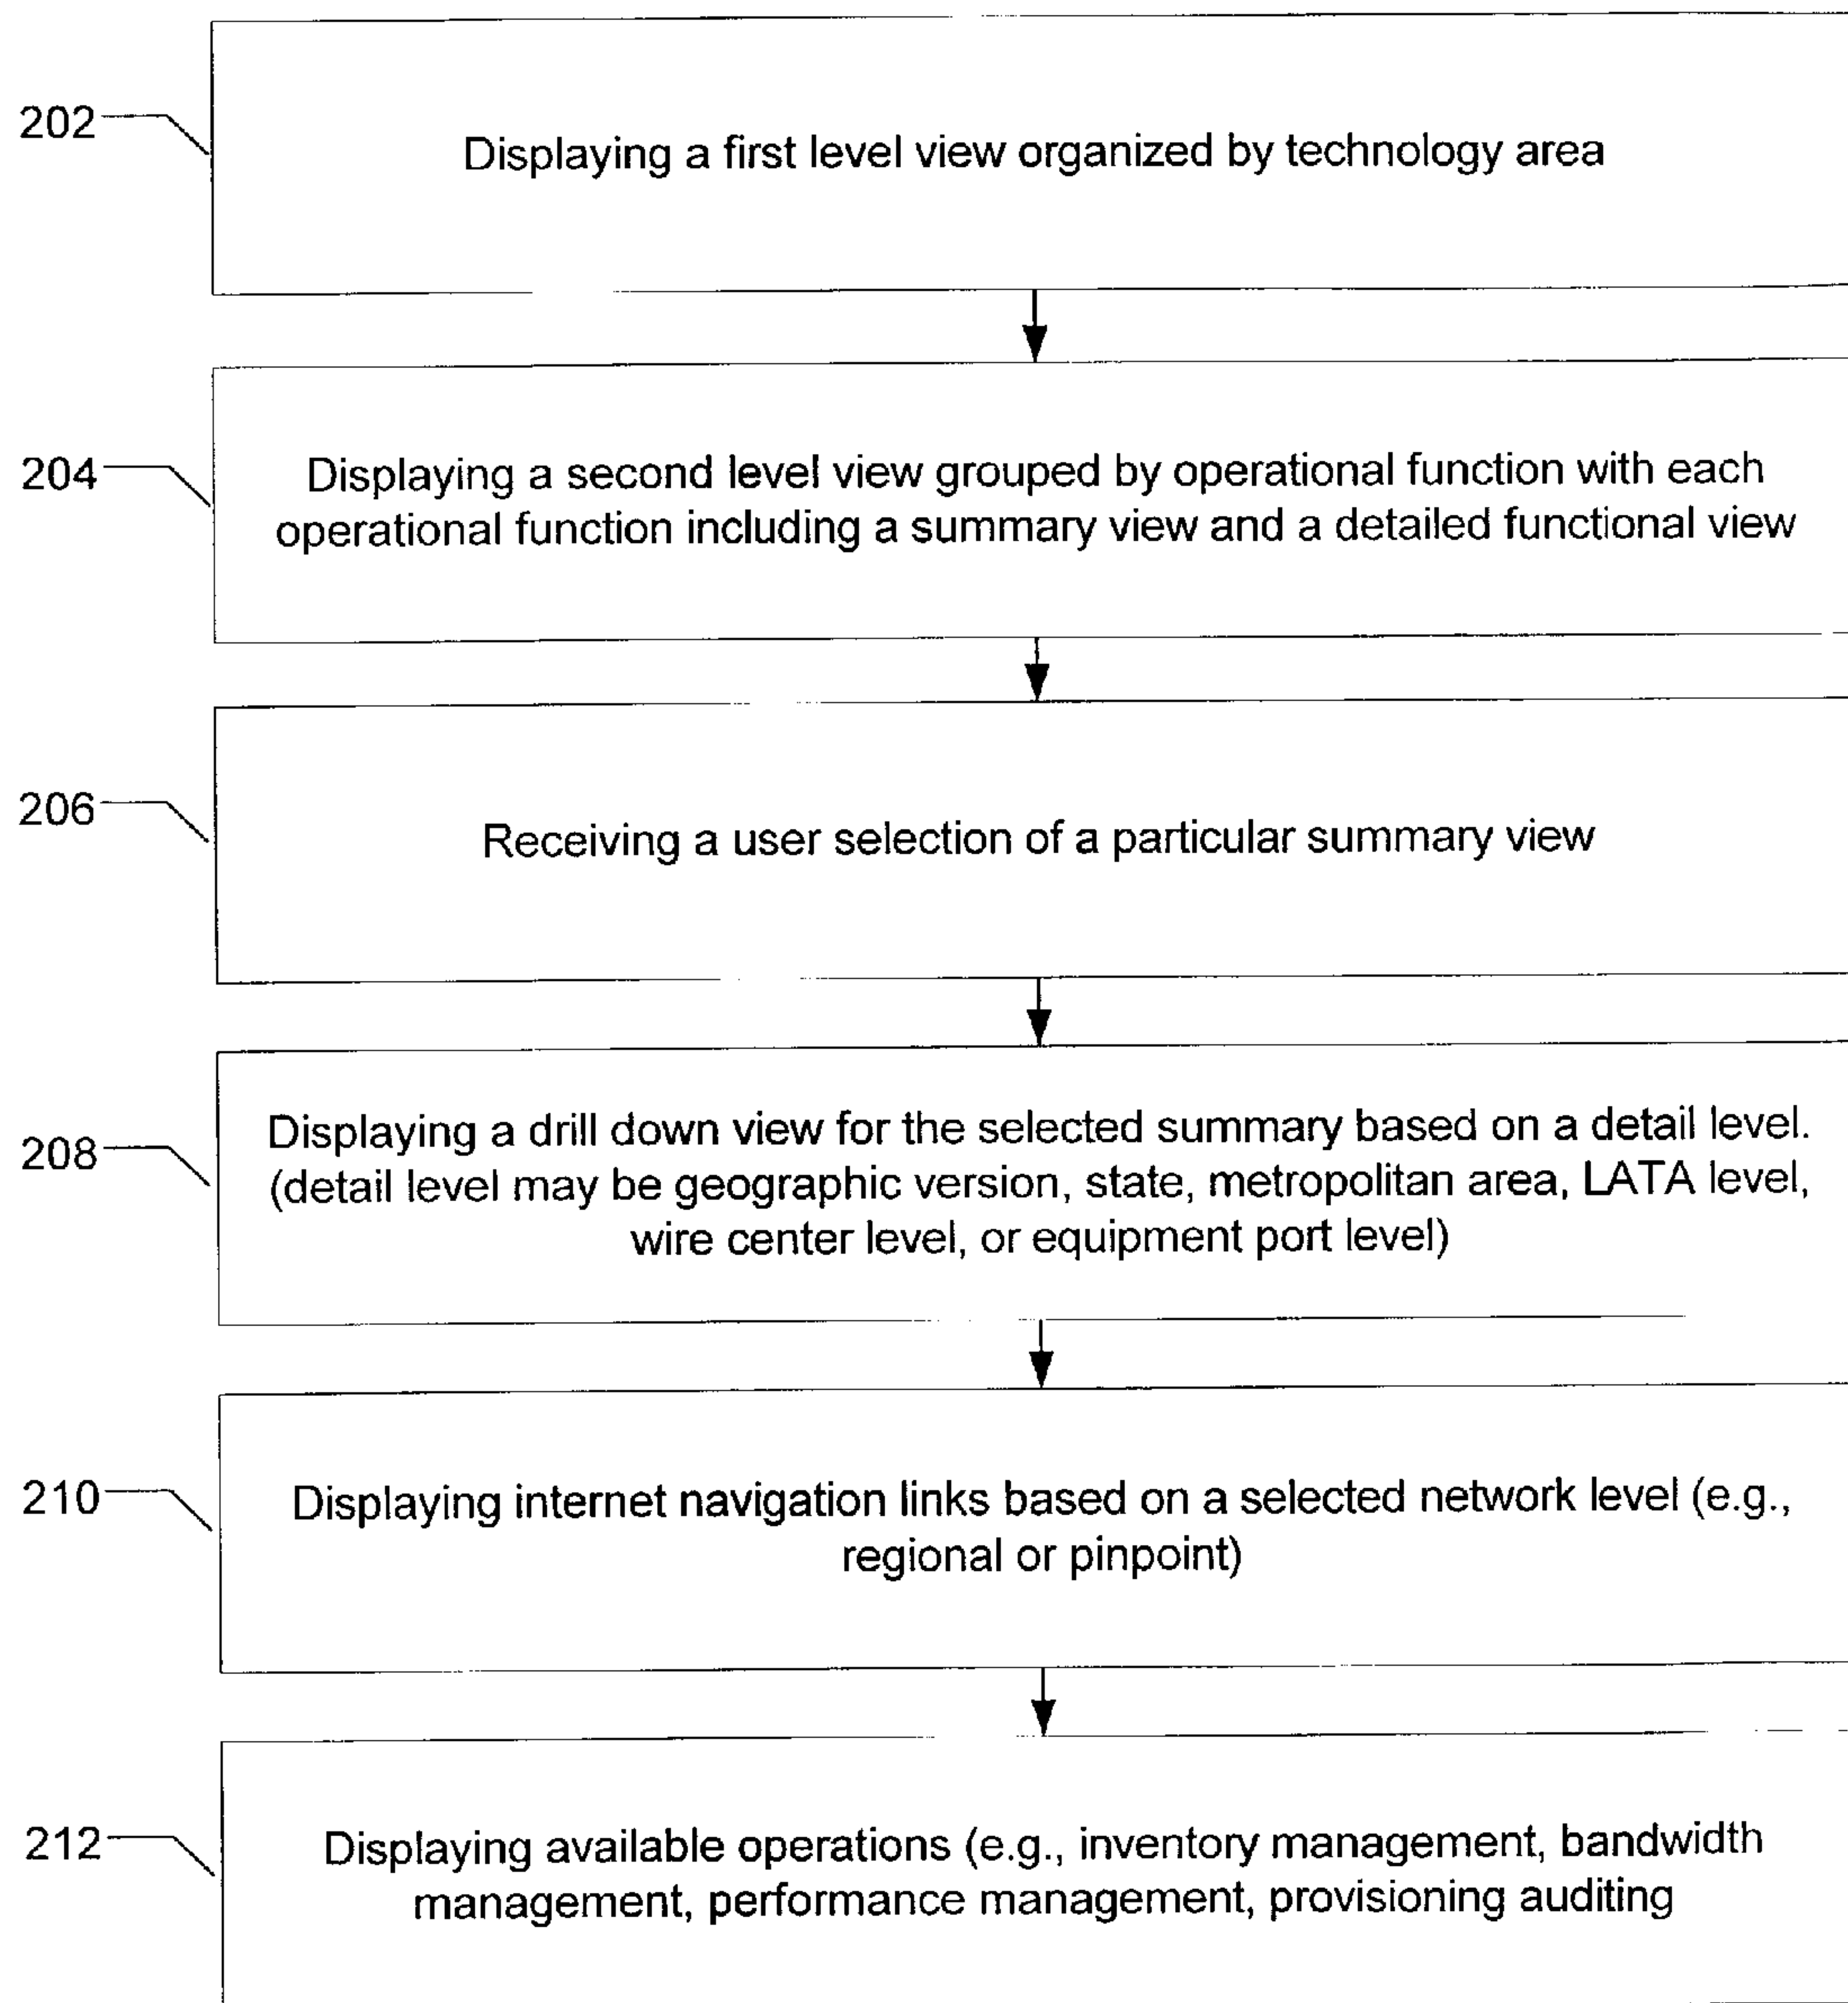 202
Displaying a first level view organized by technology area
204
Displaying a second level view grouped by operational function with each
operational function including a summary view and a detailed functional view
206
Receiving a user selection of a particular summary view
208
Displaying a drill down view for the selected summary based on a detail level.
(detail level may be geographic version, state, metropolitan area, LATA level,
wire center level, or equipment port level)
210
Displaying internet navigation links based on a selected network level (e.g.,
regional or pinpoint)
212
Displaying available operations (e.g., inventory management, bandwidth
management, performance management, provisioning auditing